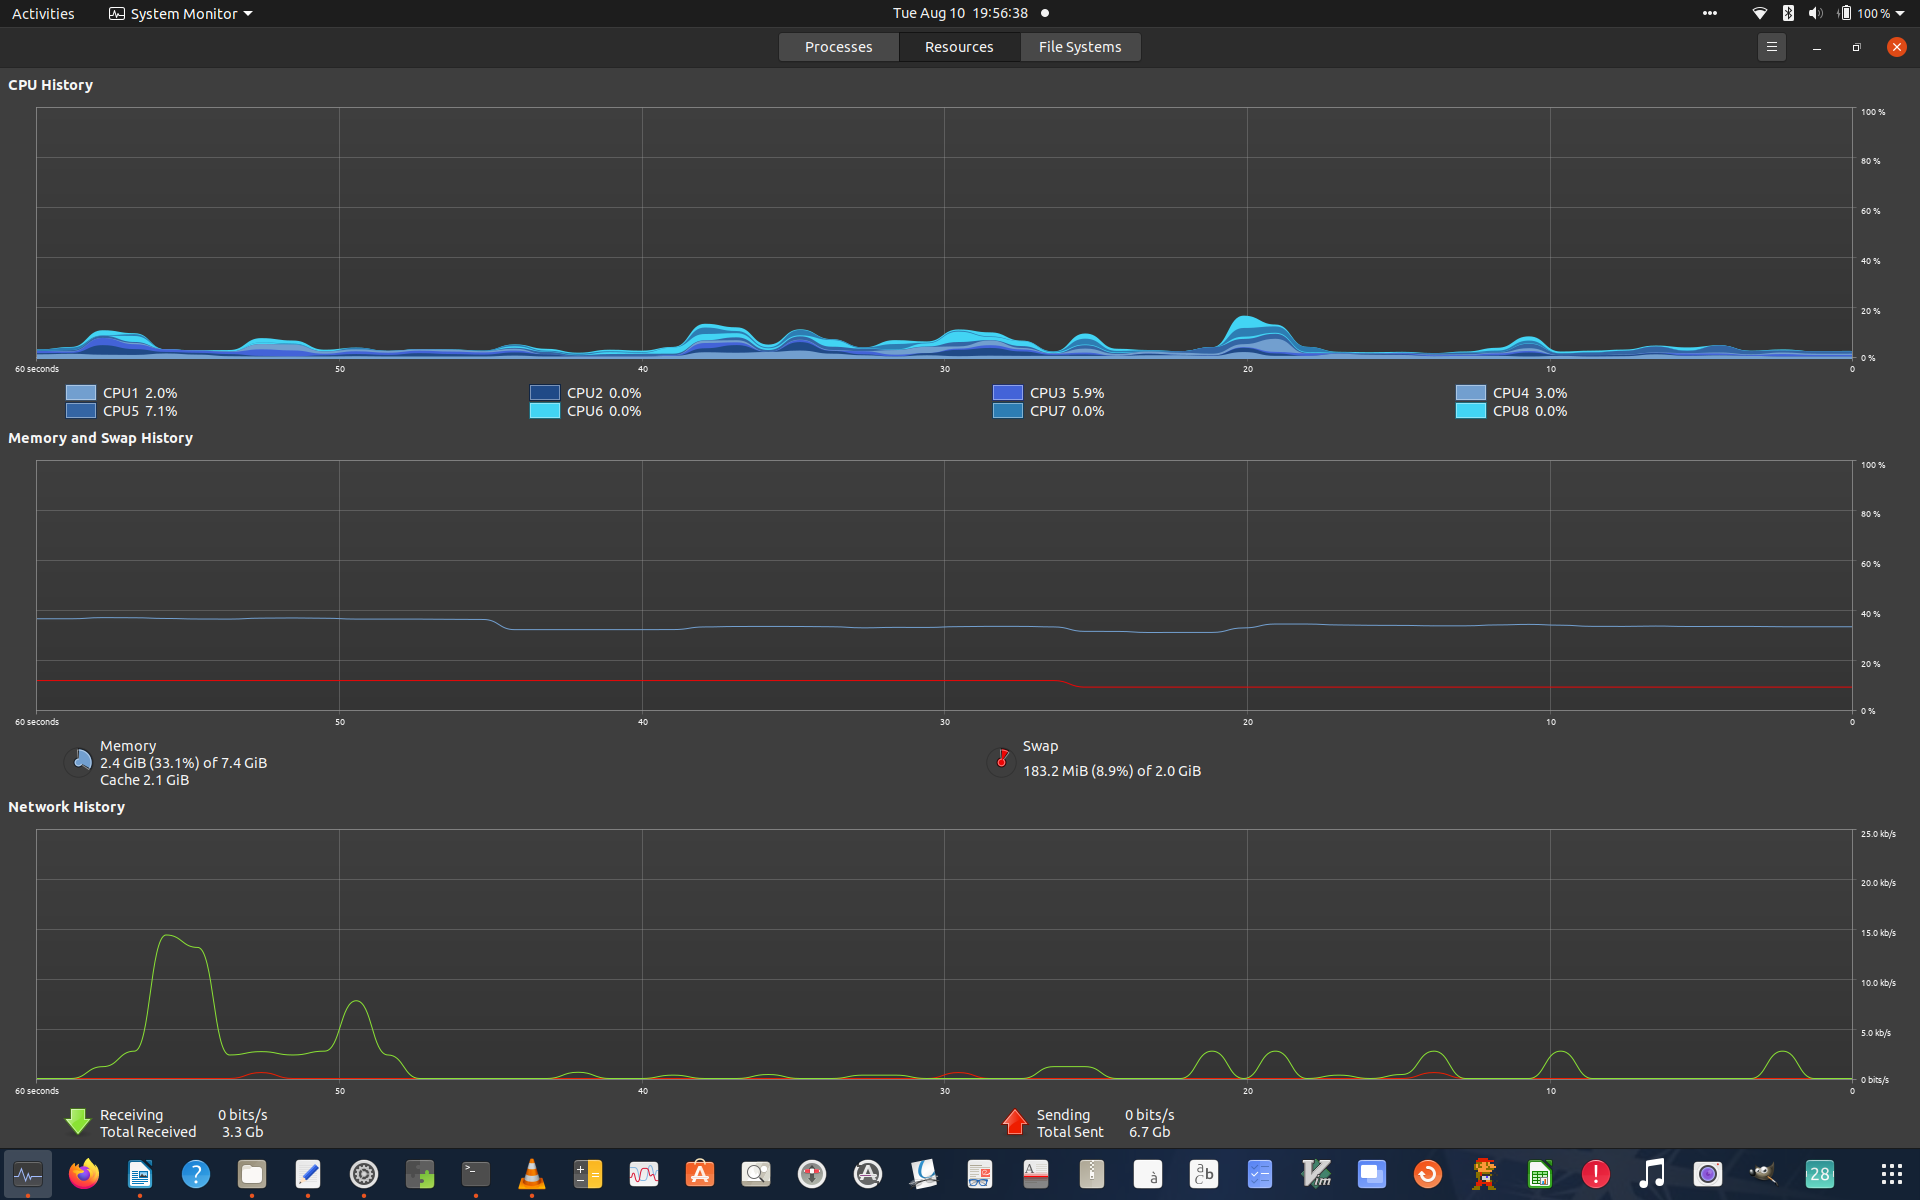 Activities System Monitor Tue Aug 10 19:56:38 100 %
Processes Resources File Systems
CPU History
100 %
80 %
60 %
40 %
20 %
0 %
60 seconds 50 40 30 20 10 0
CPU1 2.0% CPU2 0.0% CPU3 5.9% CPU4 3.0%
CPU5 7.1% CPU6 0.0% CPU7 0.0% CPU8 0.0%
Memory and Swap History
100 %
80 %
60 %
40 %
20 %
0 %
60 seconds 50 40 30 20 10 0
Memory
2.4 GiB (33.1%) of 7.4 GiB
Cache 2.1 GiB
Swap
183.2 MiB (8.9%) of 2.0 GiB
Network History
25.0 kb/s
20.0 kb/s
15.0 kb/s
10.0 kb/s
5.0 kb/s
0 bits/s
60 seconds 50 40 30 20 10 0
Receiving 0 bits/s
Total Received 3.3 Gb
Sending 0 bits/s
Total Sent 6.7 Gb
? >_ A à a b c Vim ! 28